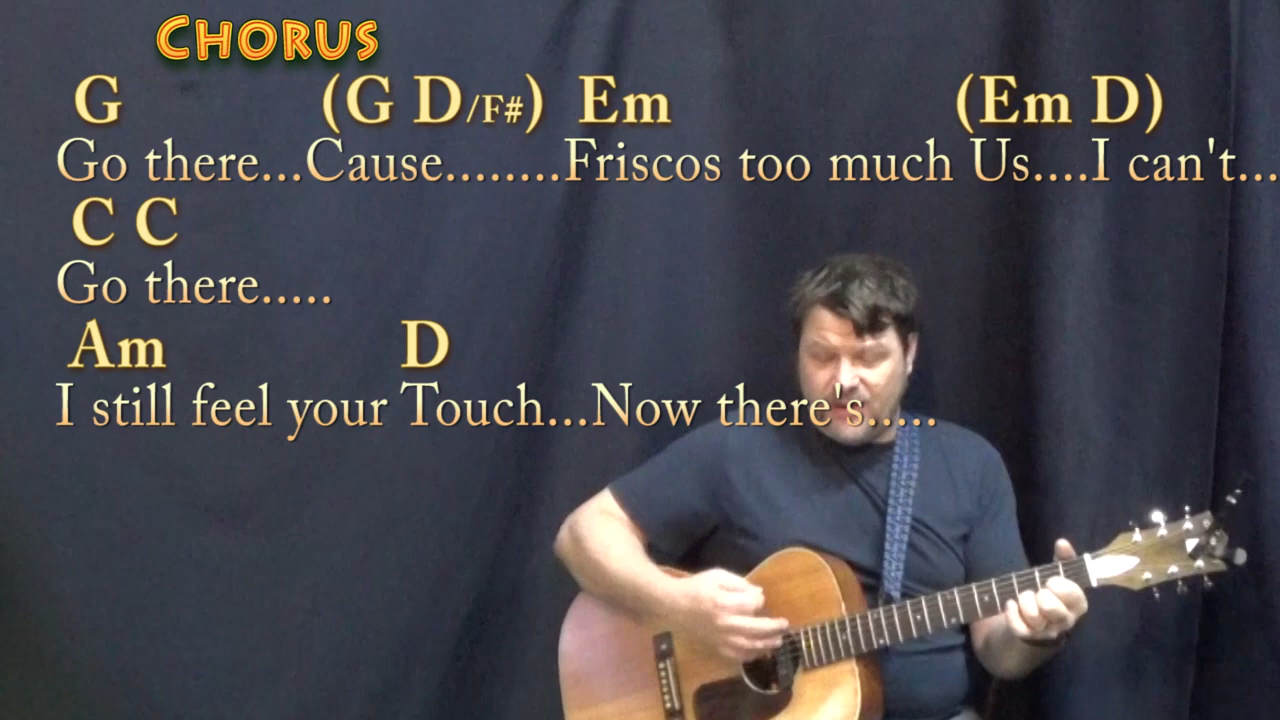 CHORUS
G (G D/F#) Em (Em D)
Go there...Cause........Friscos too much Us....I can't...
C C
Go there.....
Am D
I still feel your Touch...Now there's.....